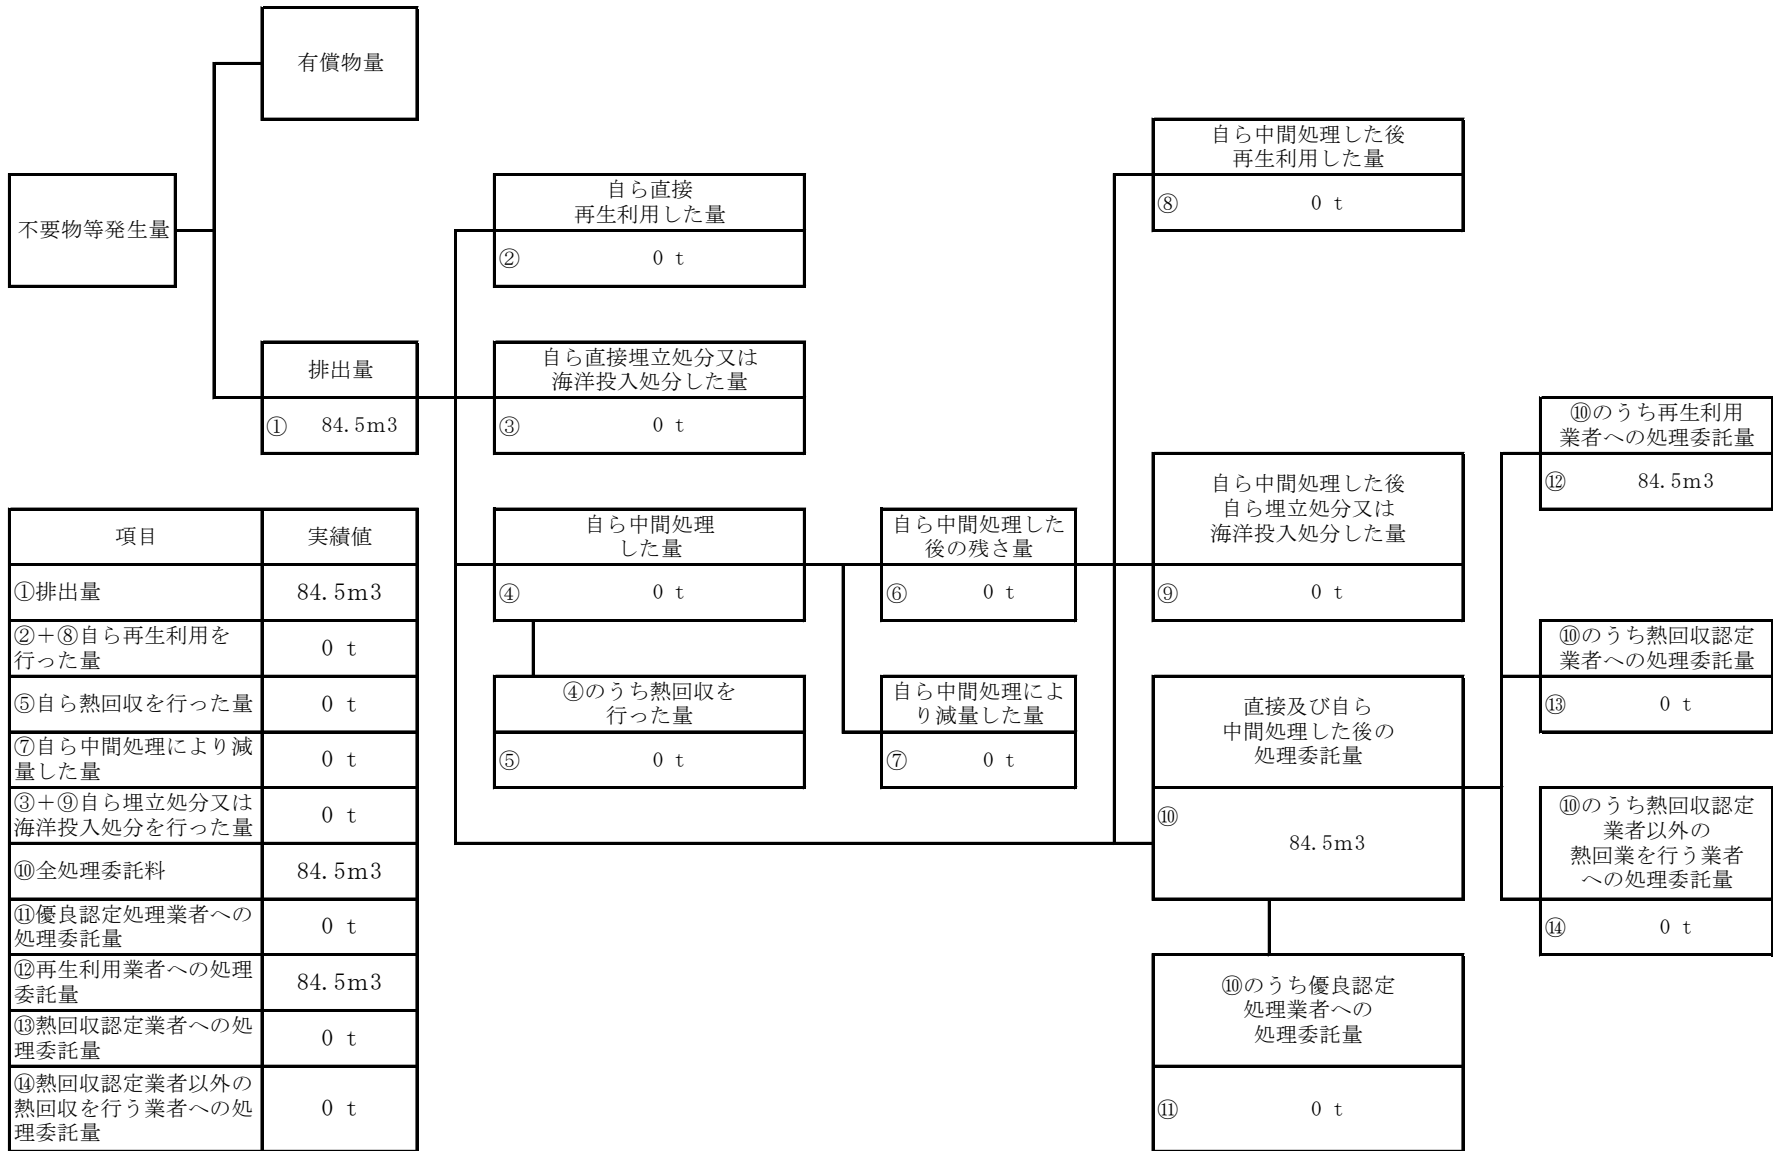 有償物量
不要物等発生量
排出量
① 84.5m3
自ら直接
再生利用した量
② 0 t
自ら直接埋立処分又は
海洋投入処分した量
③ 0 t
自ら中間処理
した量
④ 0 t
④のうち熱回収を
行った量
⑤ 0 t
自ら中間処理した
後の残さ量
⑥ 0 t
自ら中間処理によ
り減量した量
⑦ 0 t
自ら中間処理した後
再生利用した量
⑧ 0 t
自ら中間処理した後
自ら埋立処分又は
海洋投入処分した量
⑨ 0 t
直接及び自ら
中間処理した後の
処理委託量
⑩
84.5m3
⑩のうち優良認定
処理業者への
処理委託量
⑪ 0 t
⑩のうち再生利用
業者への処理委託量
⑫ 84.5m3
⑩のうち熱回収認定
業者への処理委託量
⑬ 0 t
⑩のうち熱回収認定
業者以外の
熱回業を行う業者
への処理委託量
⑭ 0 t
項目 実績値
①排出量 84.5m3
②＋⑧自ら再生利用を
行った量 0 t
⑤自ら熱回収を行った量 0 t
⑦自ら中間処理により減
量した量 0 t
③＋⑨自ら埋立処分又は
海洋投入処分を行った量 0 t
⑩全処理委託料 84.5m3
⑪優良認定処理業者への
処理委託量 0 t
⑫再生利用業者への処理
委託量 84.5m3
⑬熱回収認定業者への処
理委託量 0 t
⑭熱回収認定業者以外の
熱回収を行う業者への処
理委託量 0 t